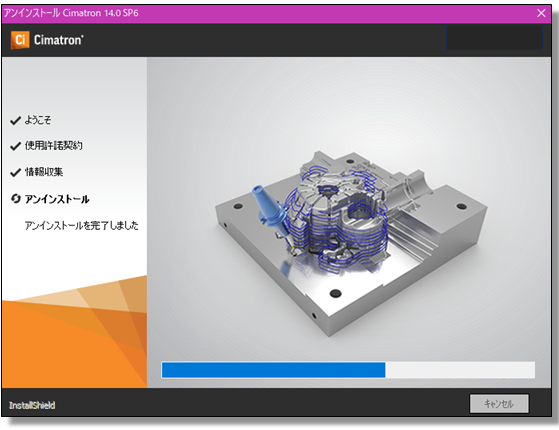 アンインストール Cimatron 14.0 SP6
Ci Cimatron®
ようこそ
使用許諾契約
情報収集
アンインストール
アンインストールを完了しました
InstallShield
キャンセル